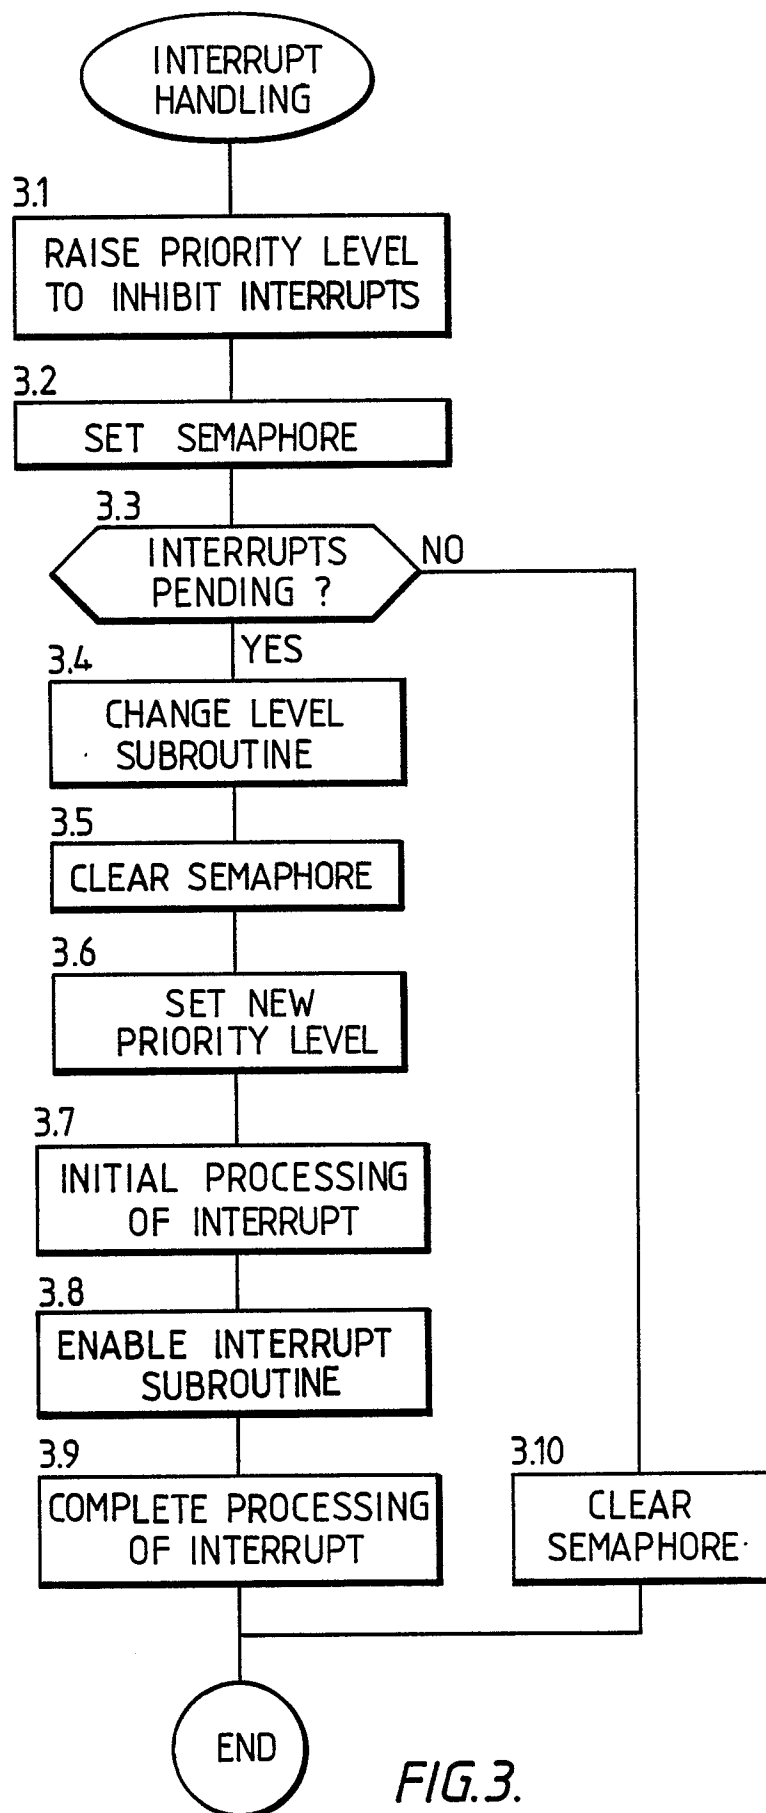 INTERRUPT
HANDLING
3.1
RAISE PRIORITY LEVEL
TO INHIBIT INTERRUPTS
3.2
SET SEMAPHORE
3.3
INTERRUPTS
PENDING ?
NO
YES
3.4
CHANGE LEVEL
SUBROUTINE
3.5
CLEAR SEMAPHORE
3.6
SET NEW
PRIORITY LEVEL
3.7
INITIAL PROCESSING
OF INTERRUPT
3.8
ENABLE INTERRUPT
SUBROUTINE
3.9
COMPLETE PROCESSING
OF INTERRUPT
3.10
CLEAR
SEMAPHORE
END
FIG.3.